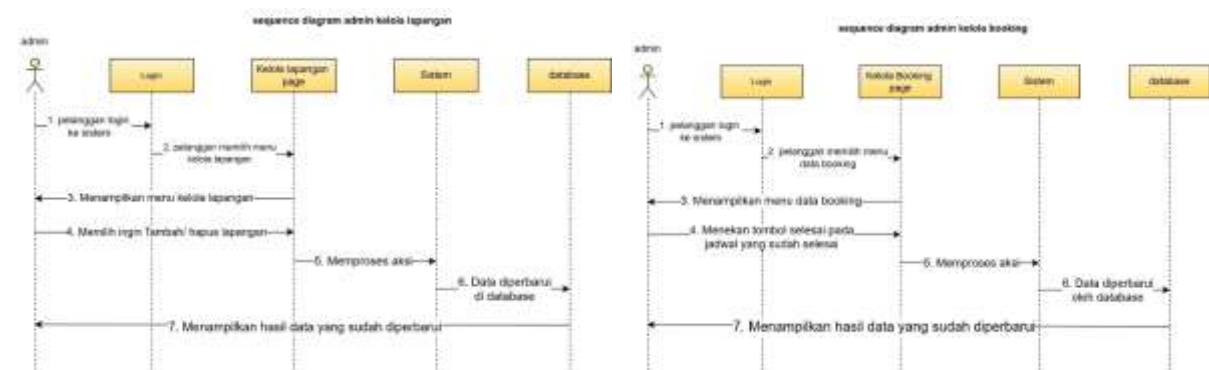 sequence diagram admin kelola lapangan
admin
Login
Kelola lapangan
page
Sistem
database
1. pelanggan login
ke sistem
2. pelanggan memilih menu
kelola lapangan
3. Menampilkan menu kelola lapangan
4. Memilih ingin Tambah/ hapus lapangan
5. Memproses aksi
6. Data diperbarui
di database
7. Menampilkan hasil data yang sudah diperbarui
sequence diagram admin kelola booking
admin
Login
Kelola Booking
page
Sistem
database
1. pelanggan login
ke sistem
2. pelanggan memilih menu
data booking
3. Menampilkan menu data booking
4. Menekan tombol selesai pada
jadwal yang sudah selesai
5. Memproses aksi
6. Data diperbarui
oleh database
7. Menampilkan hasil data yang sudah diperbarui